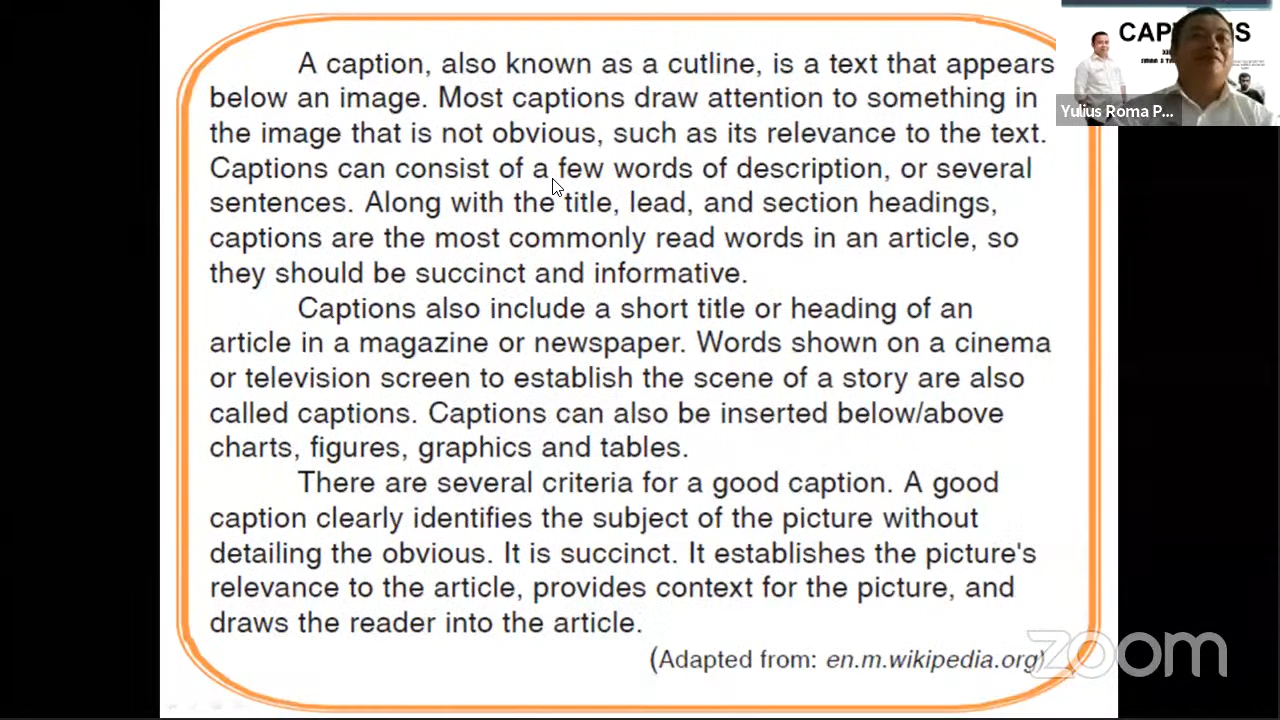 A caption, also known as a cutline, is a text that appears
below an image. Most captions draw attention to something in
the image that is not obvious, such as its relevance to the text.
Captions can consist of a few words of description, or several
sentences. Along with the title, lead, and section headings,
captions are the most commonly read words in an article, so
they should be succinct and informative.
Captions also include a short title or heading of an
article in a magazine or newspaper. Words shown on a cinema
or television screen to establish the scene of a story are also
called captions. Captions can also be inserted below/above
charts, figures, graphics and tables.
There are several criteria for a good caption. A good
caption clearly identifies the subject of the picture without
detailing the obvious. It is succinct. It establishes the picture's
relevance to the article, provides context for the picture, and
draws the reader into the article.
(Adapted from: en.m.wikipedia.org)
Yulius Roma P...
zoom